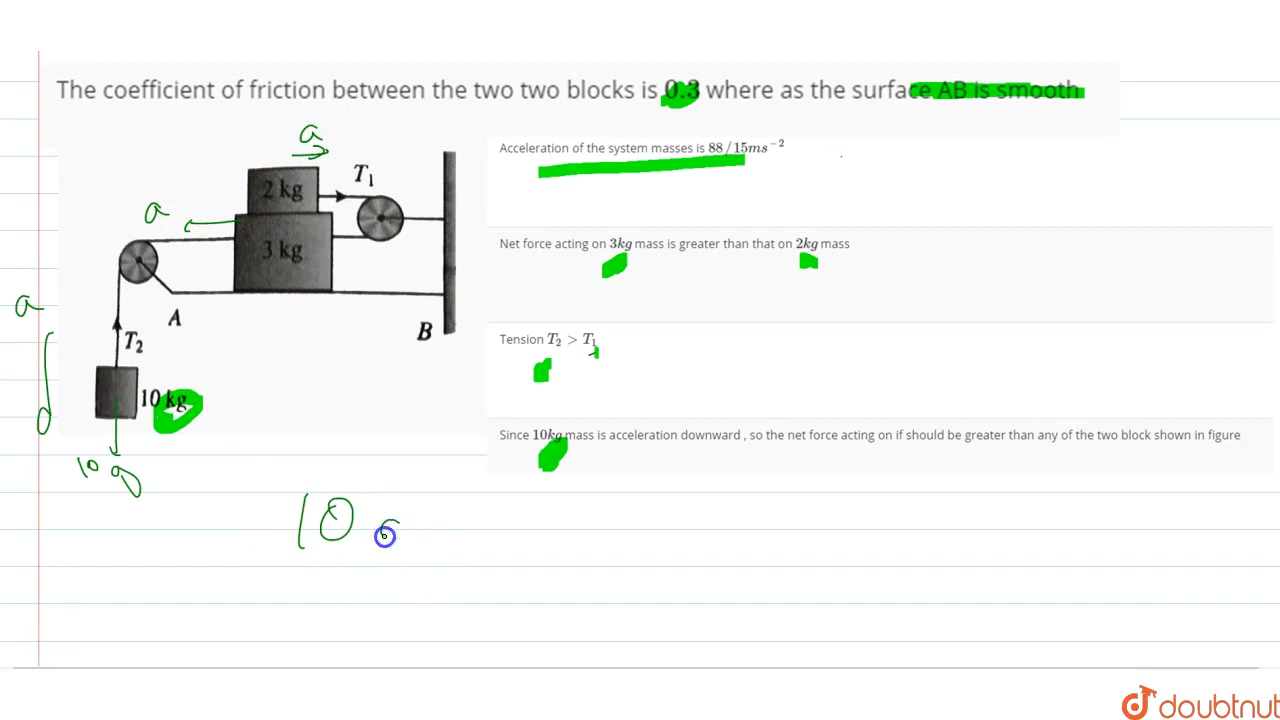 The coefficient of friction between the two two blocks is 0.3 where as the surface AB is smooth
a
T₁
2 kg
a
3 kg
a
A
B
T₂
10 kg
10 g
10
Acceleration of the system masses is 88/15ms⁻²
Net force acting on 3kg mass is greater than that on 2kg mass
Tension T₂ > T₁
Since 10kg mass is acceleration downward , so the net force acting on if should be greater than any of the two block shown in figure
doubtnut